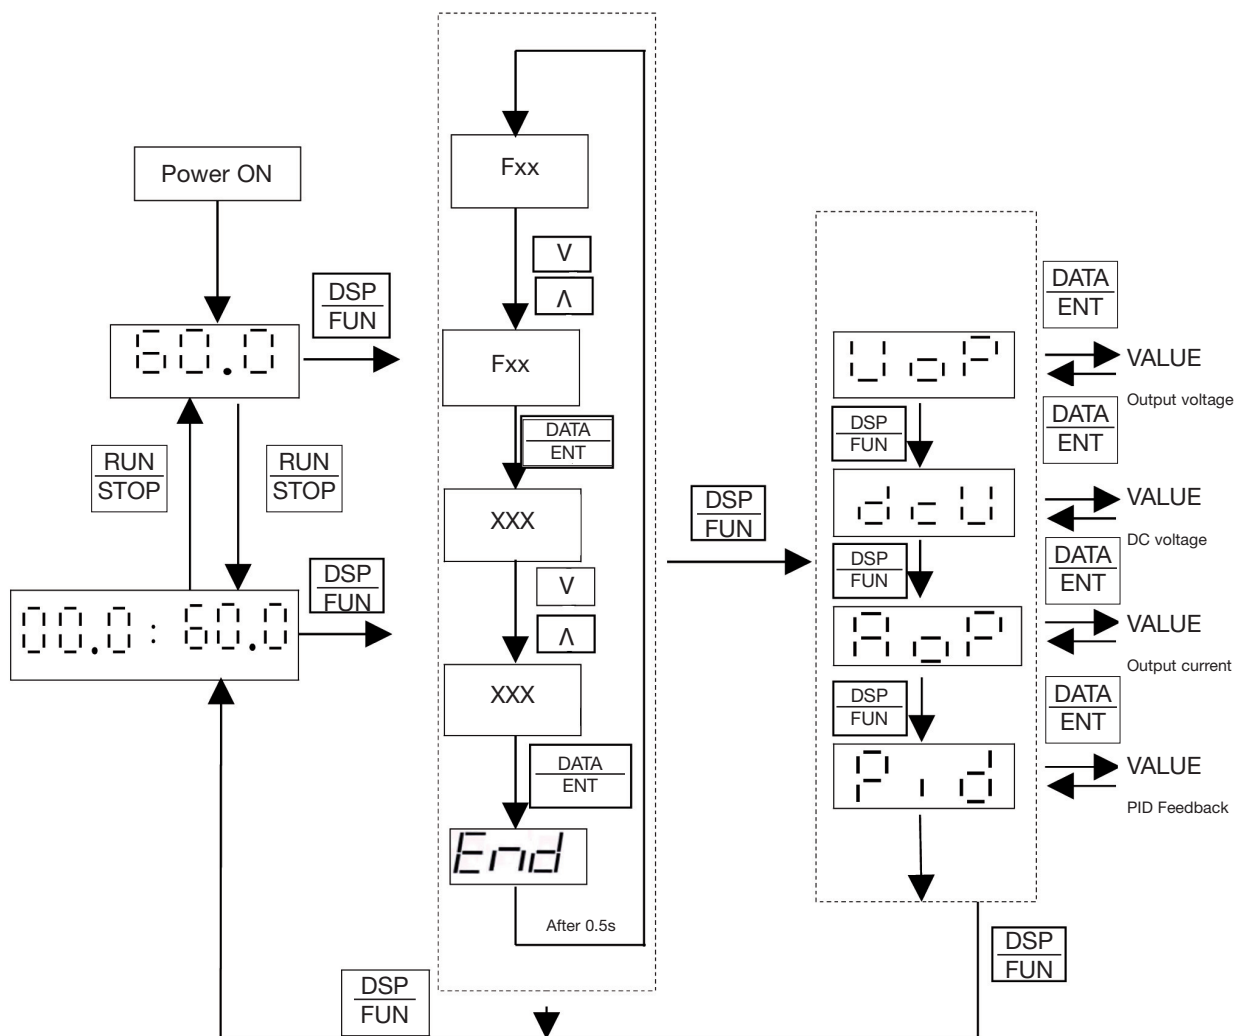 Power ON
60.0
DSP
FUN
RUN
STOP
RUN
STOP
00.0: 60.0
DSP
FUN
Fxx
V
Λ
Fxx
DATA
ENT
XXX
V
Λ
XXX
DATA
ENT
End
After 0.5s
DSP
FUN
DSP
FUN
UoP
DATA
ENT
VALUE
Output voltage
DSP
FUN
dcU
DATA
ENT
VALUE
DC voltage
DSP
FUN
AoP
DATA
ENT
VALUE
Output current
DSP
FUN
Pid
DATA
ENT
VALUE
PID Feedback
DSP
FUN